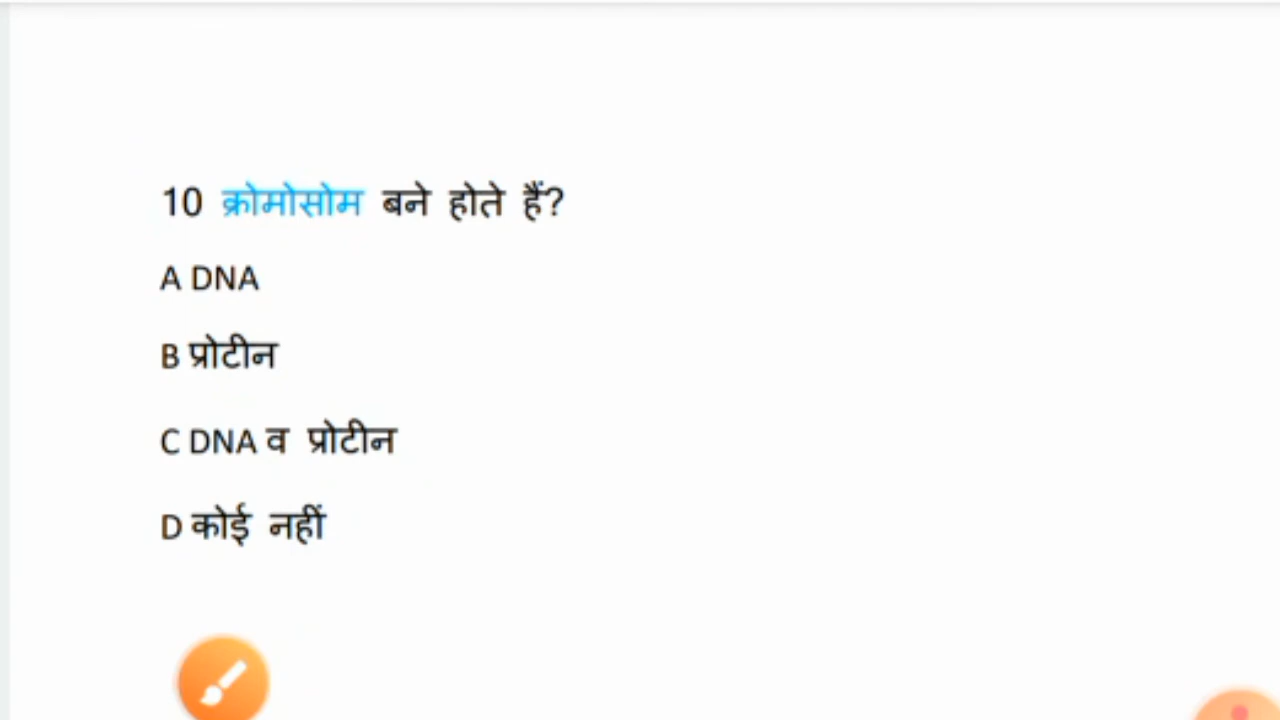 10 क्रोमोसोम बने होते हैं?
A DNA
B प्रोटीन
C DNA व प्रोटीन
D कोई नहीं